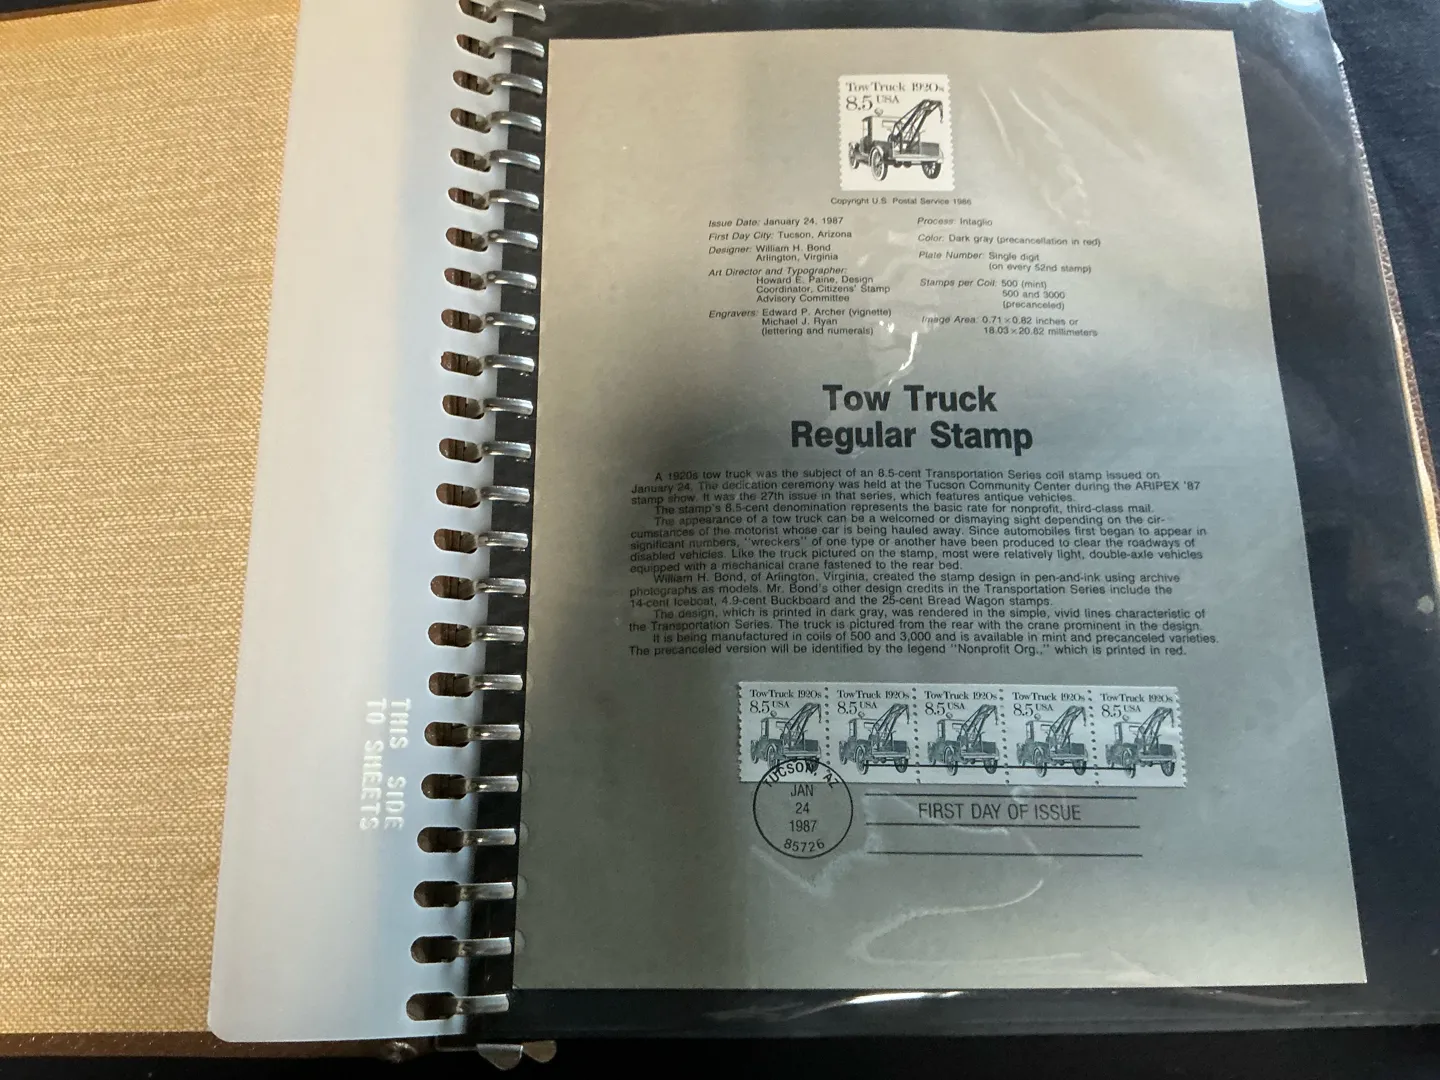 Tow Truck 1920s
8.5 USA
Copyright U.S. Postal Service 1986
Issue Date: January 24, 1987
First Day City: Tucson, Arizona
Designer: William H. Bond
Arlington, Virginia
Art Director and Typographer:
Howard E. Paine, Design
Coordinator, Citizens' Stamp
Advisory Committee
Engravers: Edward P. Archer (vignette)
Michael J. Ryan
(lettering and numerals)
Process: Intaglio
Color: Dark gray (precancellation in red)
Plate Number: Single digit
(on every 52nd stamp)
Stamps per Coil: 500 (mint)
500 and 3000
(precanceled)
Image Area: 0.71 × 0.82 inches or
18.03 × 20.82 millimeters
Tow Truck
Regular Stamp
A 1920s tow truck was the subject of an 8.5-cent Transportation Series coil stamp issued on
January 24. The dedication ceremony was held at the Tucson Community Center during the ARIPEX '87
stamp show. It was the 27th issue in that series, which features antique vehicles.
The stamp's 8.5-cent denomination represents the basic rate for nonprofit, third-class mail.
The appearance of a tow truck can be a welcomed or dismaying sight depending on the cir-
cumstances of the motorist whose car is being hauled away. Since automobiles first began to appear in
significant numbers, "wreckers" of one type or another have been produced to clear the roadways of
disabled vehicles. Like the truck pictured on the stamp, most were relatively light, double-axle vehicles
equipped with a mechanical crane fastened to the rear bed.
William H. Bond, of Arlington, Virginia, created the stamp design in pen-and-ink using archive
photographs as models. Mr. Bond's other design credits in the Transportation Series include the
14-cent Iceboat, 4.9-cent Buckboard and the 25-cent Bread Wagon stamps.
The design, which is printed in dark gray, was rendered in the simple, vivid lines characteristic of
the Transportation Series. The truck is pictured from the rear with the crane prominent in the design.
It is being manufactured in coils of 500 and 3,000 and is available in mint and precanceled varieties.
The precanceled version will be identified by the legend "Nonprofit Org.," which is printed in red.
Tow Truck 1920s Tow Truck 1920s Tow Truck 1920s Tow Truck 1920s Tow Truck 1920s
8.5 USA 8.5 USA 8.5 USA 8.5 USA 8.5 USA
TUCSON, AZ
JAN
24
1987
85726
FIRST DAY OF ISSUE
THIS SIDE
TO SHEETS